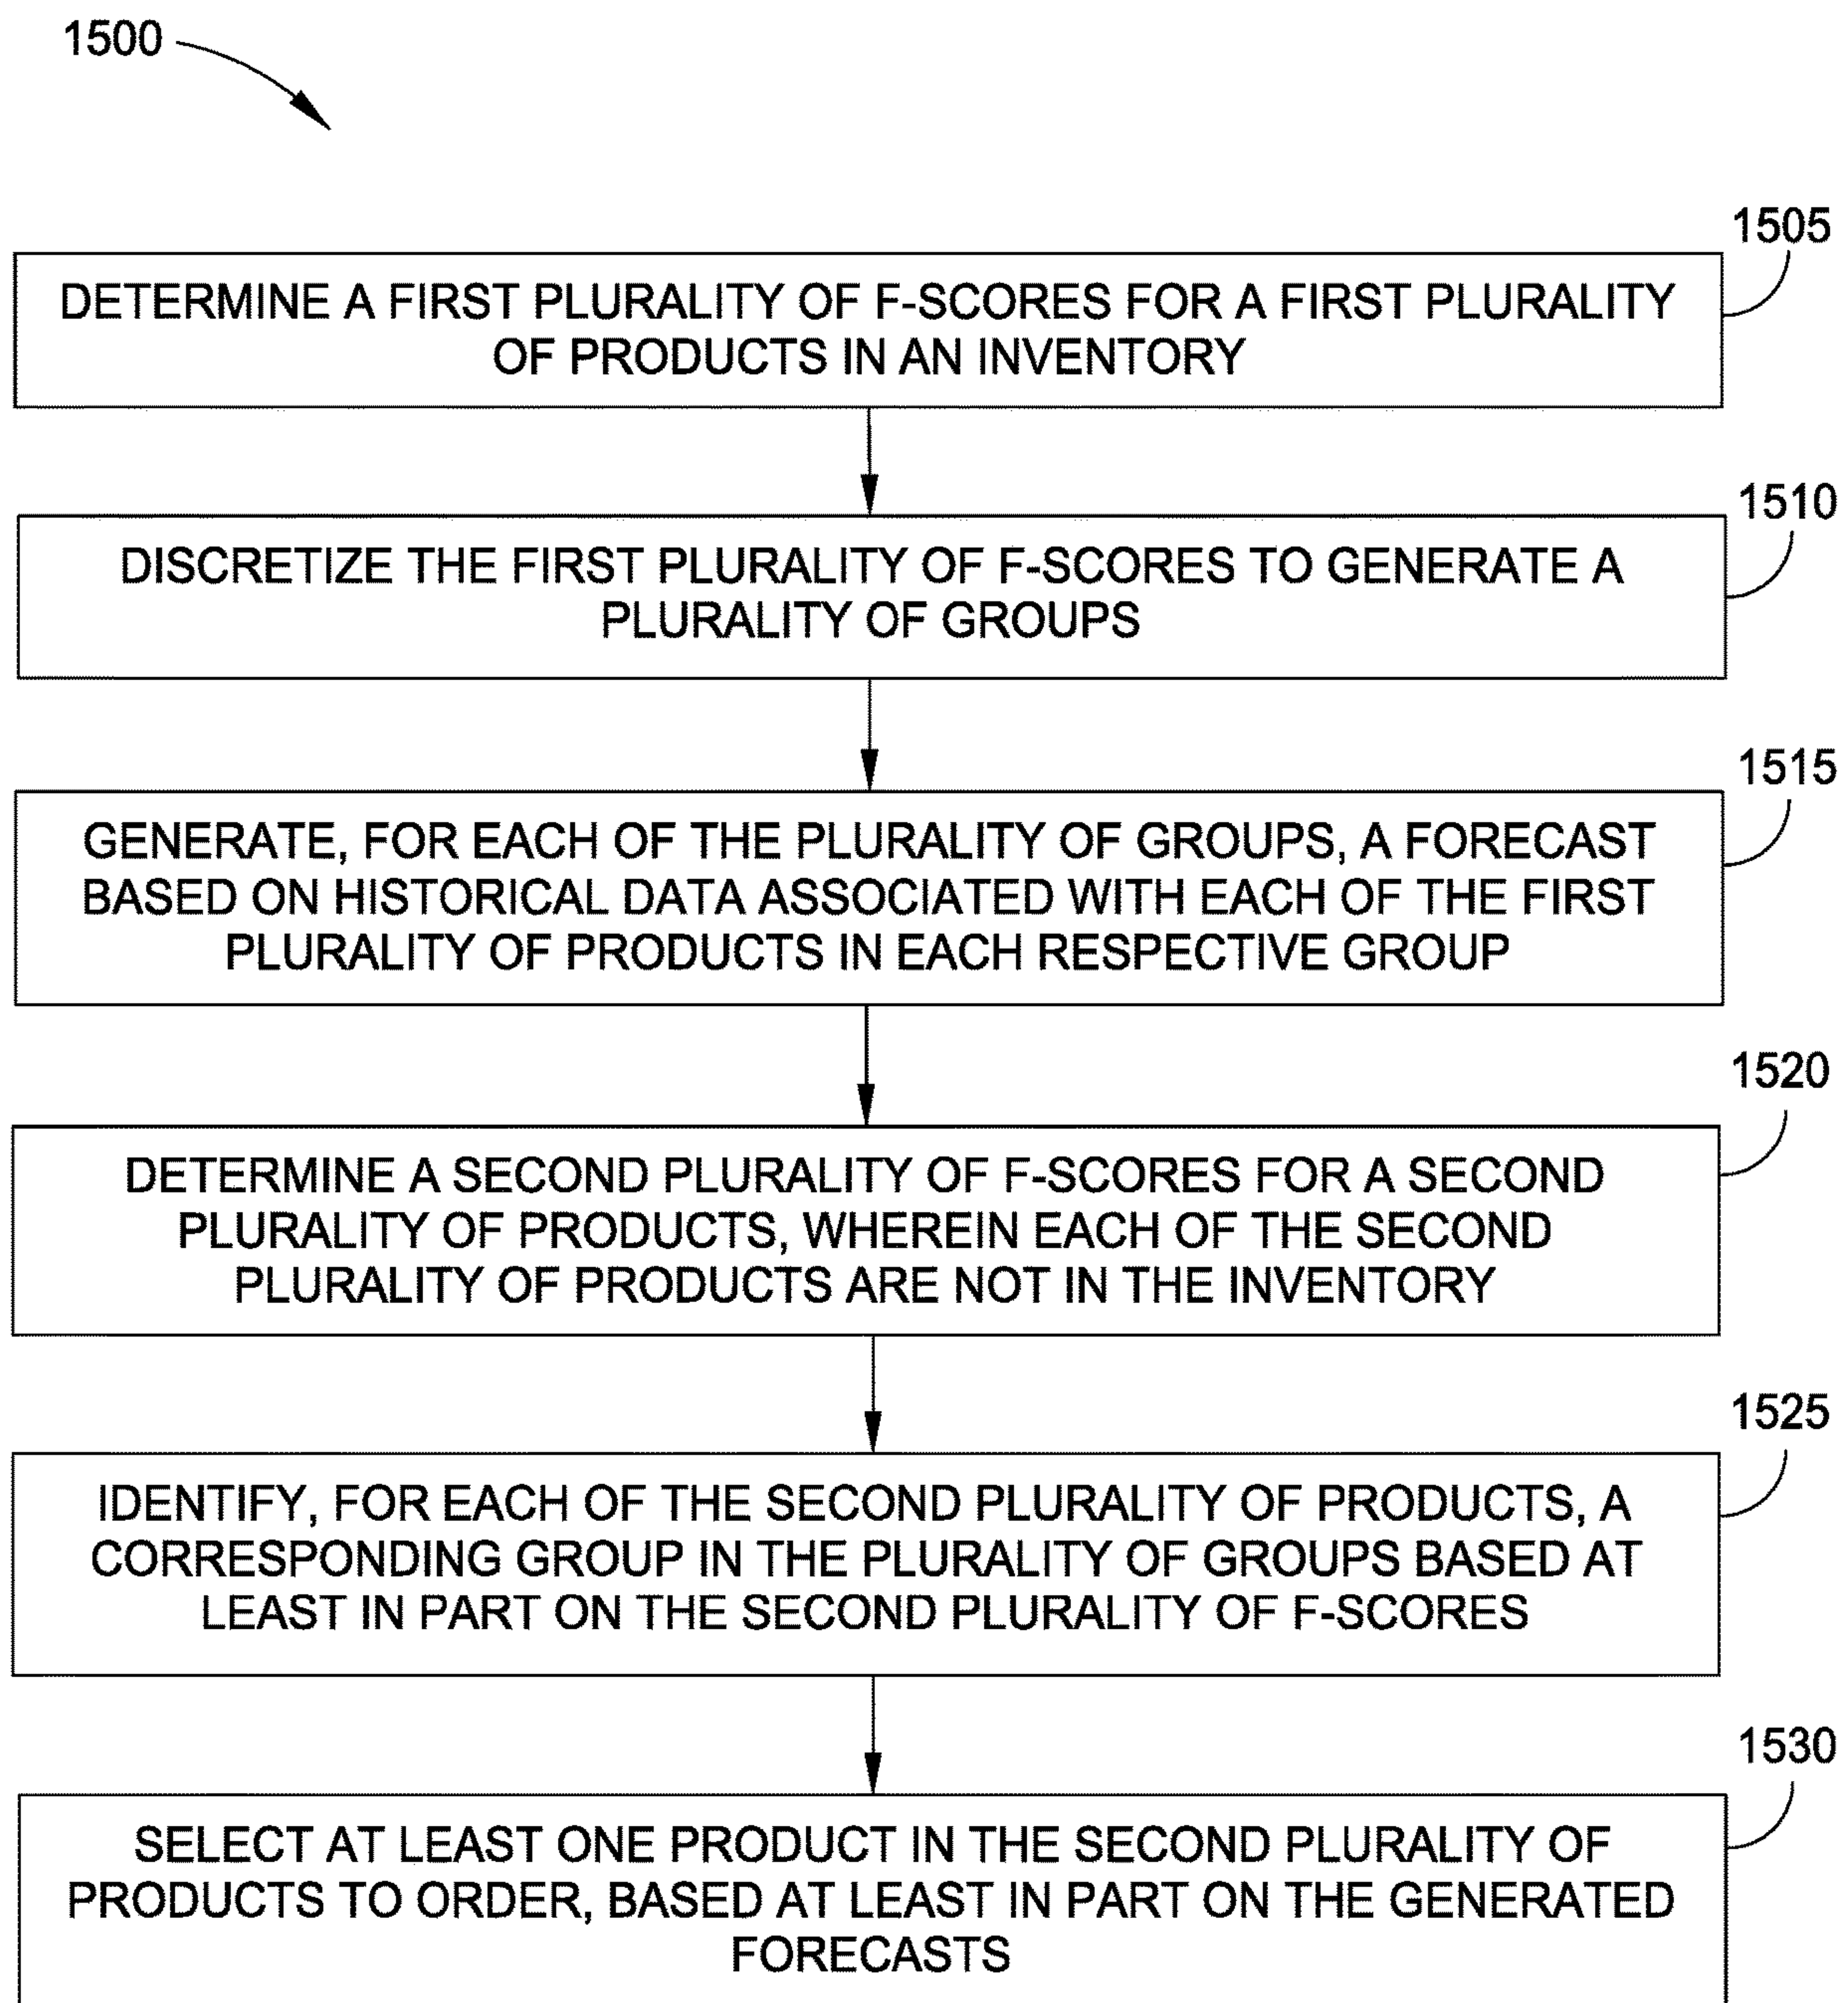 1500
1505
DETERMINE A FIRST PLURALITY OF F-SCORES FOR A FIRST PLURALITY
OF PRODUCTS IN AN INVENTORY
1510
DISCRETIZE THE FIRST PLURALITY OF F-SCORES TO GENERATE A
PLURALITY OF GROUPS
1515
GENERATE, FOR EACH OF THE PLURALITY OF GROUPS, A FORECAST
BASED ON HISTORICAL DATA ASSOCIATED WITH EACH OF THE FIRST
PLURALITY OF PRODUCTS IN EACH RESPECTIVE GROUP
1520
DETERMINE A SECOND PLURALITY OF F-SCORES FOR A SECOND
PLURALITY OF PRODUCTS, WHEREIN EACH OF THE SECOND
PLURALITY OF PRODUCTS ARE NOT IN THE INVENTORY
1525
IDENTIFY, FOR EACH OF THE SECOND PLURALITY OF PRODUCTS, A
CORRESPONDING GROUP IN THE PLURALITY OF GROUPS BASED AT
LEAST IN PART ON THE SECOND PLURALITY OF F-SCORES
1530
SELECT AT LEAST ONE PRODUCT IN THE SECOND PLURALITY OF
PRODUCTS TO ORDER, BASED AT LEAST IN PART ON THE GENERATED
FORECASTS